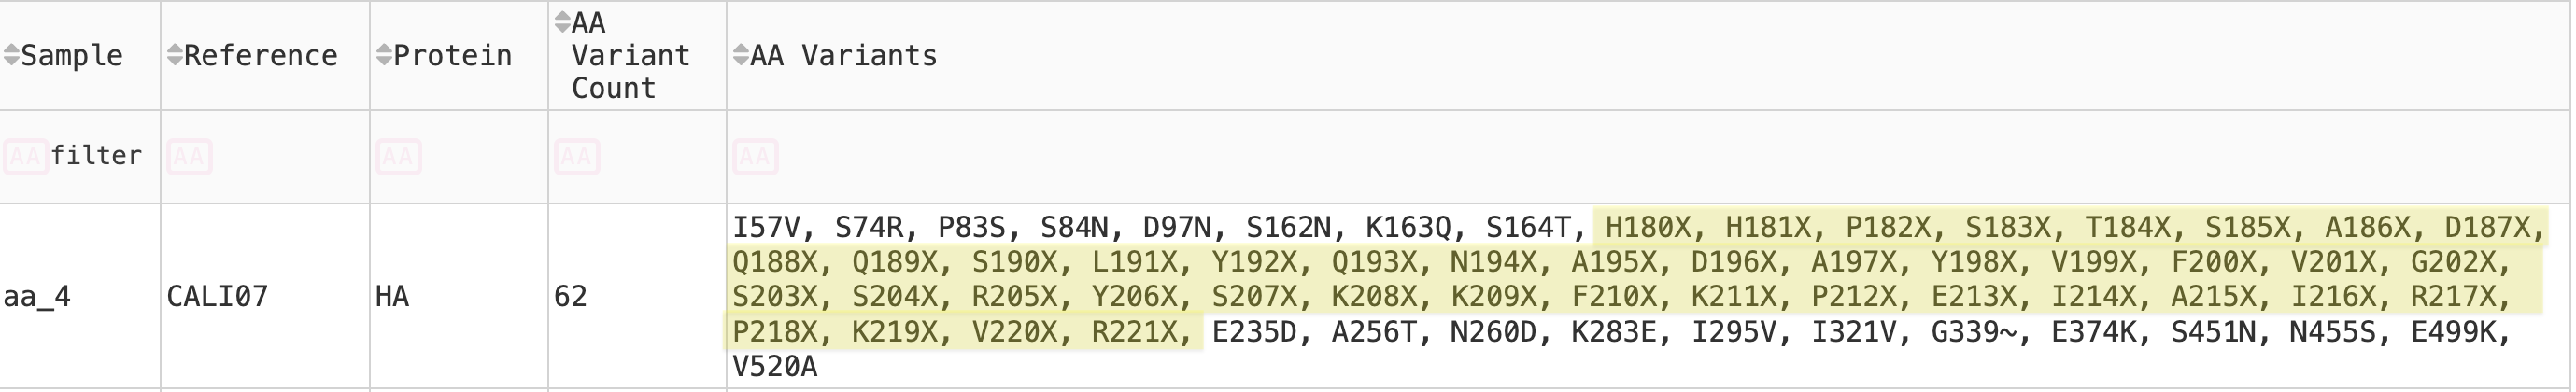 Sample Reference Protein AA Variant Count AA Variants
AA filter AA AA AA AA
aa_4 CALI07 HA 62
I57V, S74R, P83S, S84N, D97N, S162N, K163Q, S164T, H180X, H181X, P182X, S183X, T184X, S185X, A186X, D187X,
Q188X, Q189X, S190X, L191X, Y192X, Q193X, N194X, A195X, D196X, A197X, Y198X, V199X, F200X, V201X, G202X,
S203X, S204X, R205X, Y206X, S207X, K208X, K209X, F210X, K211X, P212X, E213X, I214X, A215X, I216X, R217X,
P218X, K219X, V220X, R221X, E235D, A256T, N260D, K283E, I295V, I321V, G339~, E374K, S451N, N455S, E499K,
V520A